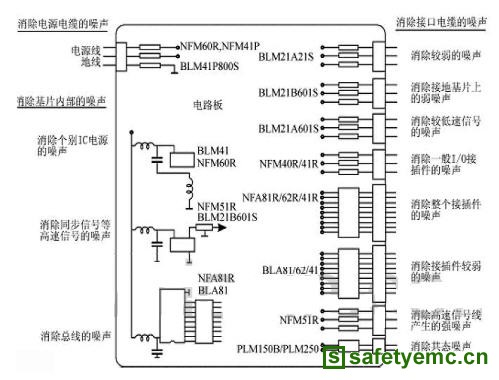 消除电源电缆的噪声
电源线
地线
消除基片内部的噪声
消除个别IC电源
的噪声
消除同步信号等
高速信号的噪声
消除总线的噪声
NFM60R,NFM41P
BLM41P800S
电路板
BLM41
NFM60R
NFM51R
BLM21B601S
NFA81R
BLA81
BLM21A21S
BLM21B601S
BLM21A601S
NFM40R/41R
NFA81R/62R/41R
BLA81/62/41
NFM51R
PLM150B/PLM250
消除接口电缆的噪声
消除较弱的噪声
消除接地基片上
的弱噪声
消除较低速信号
的噪声
消除一般I/O接
插件的噪声
消除整个接插件
的噪声
消除接插件较弱
的噪声
消除高速信号线
产生的强噪声
消除共态噪声
S safetyemc.cn